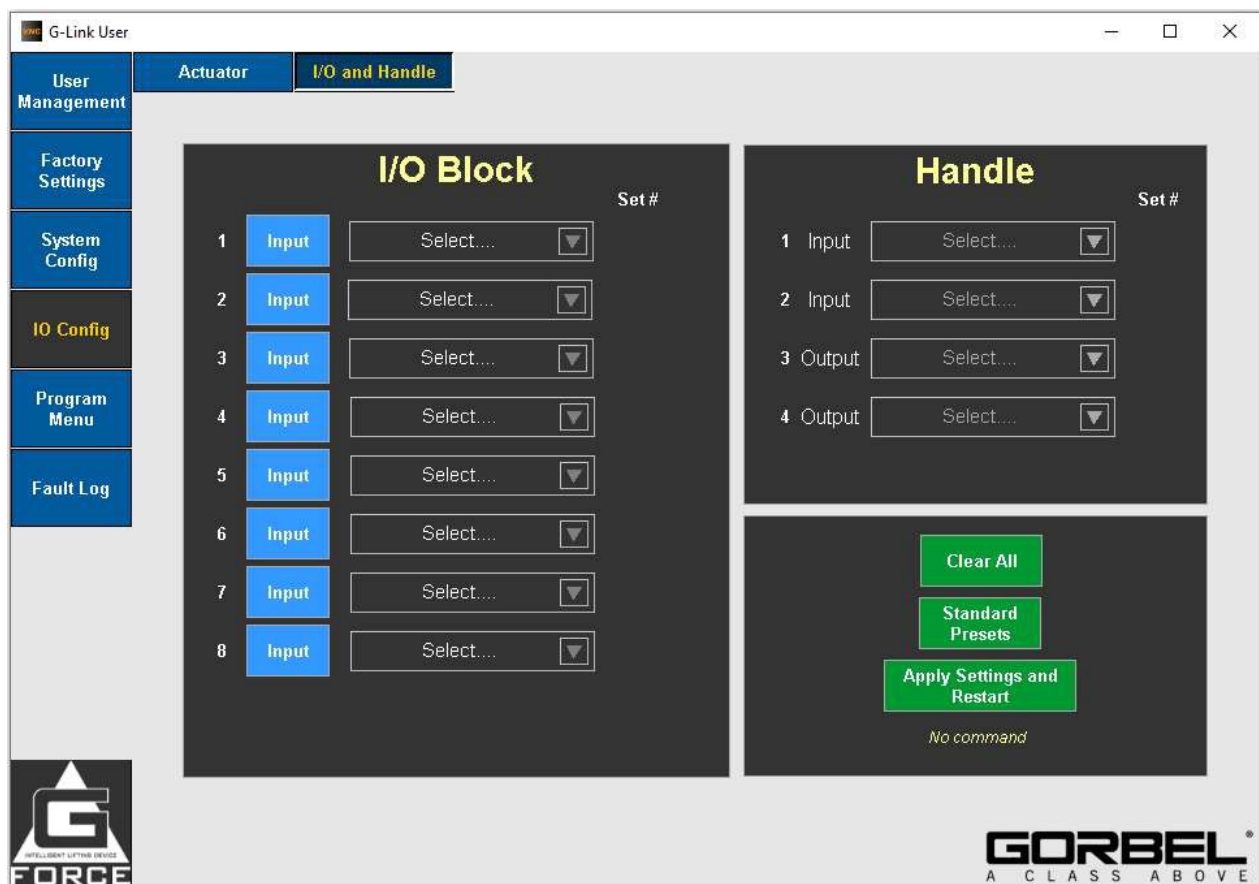 G-Link User
User
Management
Factory
Settings
System
Config
IO Config
Program
Menu
Fault Log
Actuator
I/O and Handle
I/O Block
Set #
1 Input Select....
2 Input Select....
3 Input Select....
4 Input Select....
5 Input Select....
6 Input Select....
7 Input Select....
8 Input Select....
Handle
Set #
1 Input Select....
2 Input Select....
3 Output Select....
4 Output Select....
Clear All
Standard
Presets
Apply Settings and
Restart
No command
G
INTELLIGENT LIFTING DEVICE
FORCE
GORBEL®
A CLASS ABOVE